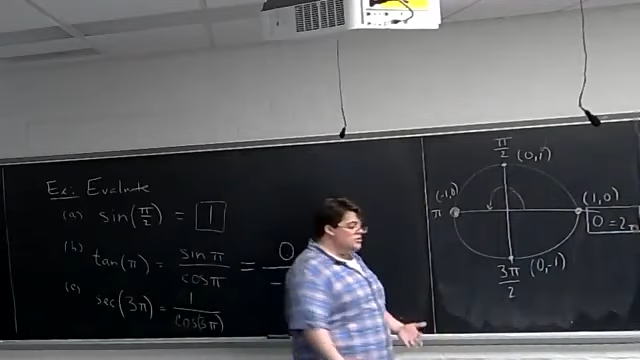 Ex: Evaluate
(a) sin(π/2) = 1
(b) tan(π) = sin π / cos π = 0 / -
(c) sec(3π) = 1 / cos(3π)
π/2 (0,1)
(-1,0) (1,0)
π 0 = 2π
3π/2 (0,-1)